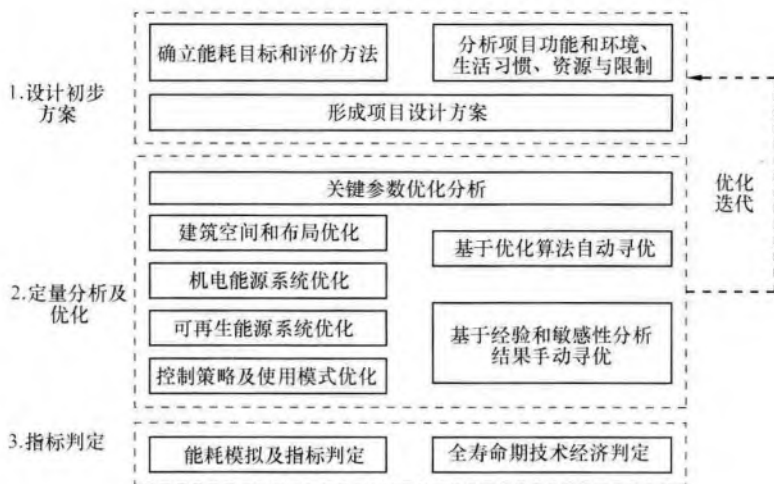 确立能耗目标和评价方法
分析项目功能和环境、
生活习惯、资源与限制
1.设计初步
方案
形成项目设计方案
优化
迭代
关键参数优化分析
建筑空间和布局优化
基于优化算法自动寻优
机电能源系统优化
2.定量分析及
优化
可再生能源系统优化
基于经验和敏感性分析
结果手动寻优
控制策略及使用模式优化
3.指标判定
能耗模拟及指标判定
全寿命期技术经济判定